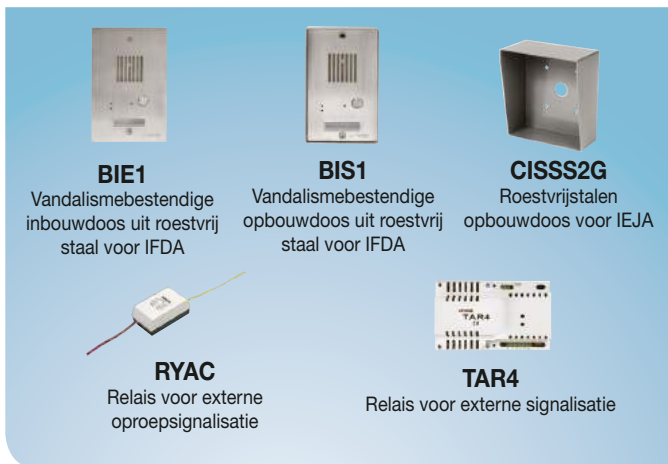 BIE1
Vandalismebestendige
inbouwdoos uit roestvrij
staal voor IFDA
BIS1
Vandalismebestendige
opbouwdoos uit roestvrij
staal voor IFDA
CISSS2G
Roestvrijstalen
opbouwdoos voor IEJA
RYAC
Relais voor externe
oproepsignalisatie
TAR4
TAR4
Relais voor externe signalisatie